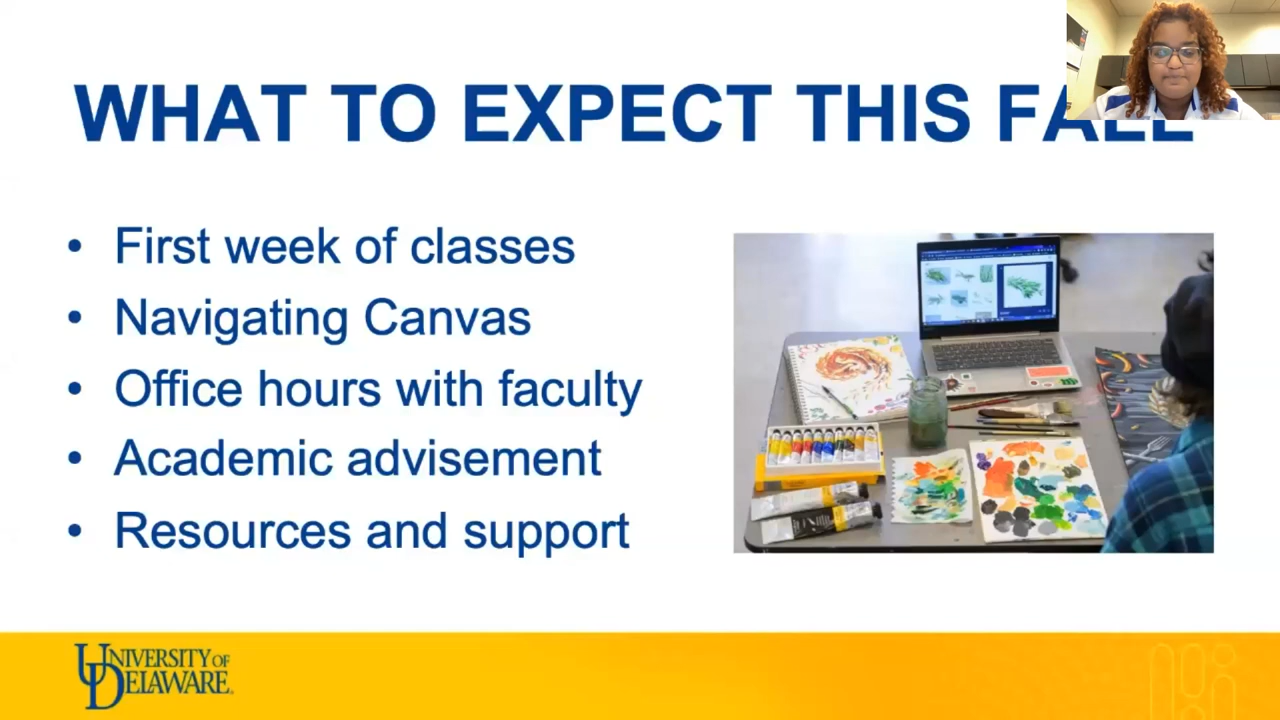 WHAT TO EXPECT THIS FALL
• First week of classes
• Navigating Canvas
• Office hours with faculty
• Academic advisement
• Resources and support
UNIVERSITY OF
DELAWARE